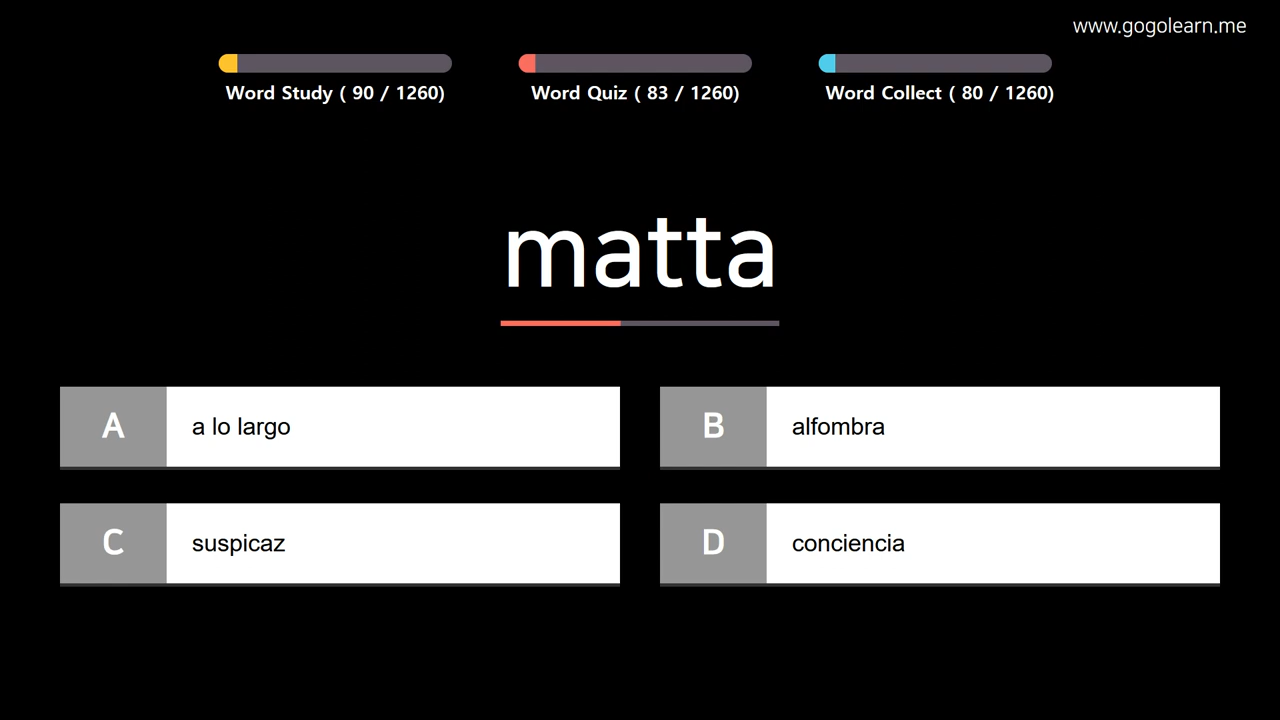 www.gogolearn.me
Word Study ( 90 / 1260)
Word Quiz ( 83 / 1260)
Word Collect ( 80 / 1260)
matta
A a lo largo
B alfombra
C suspicaz
D conciencia